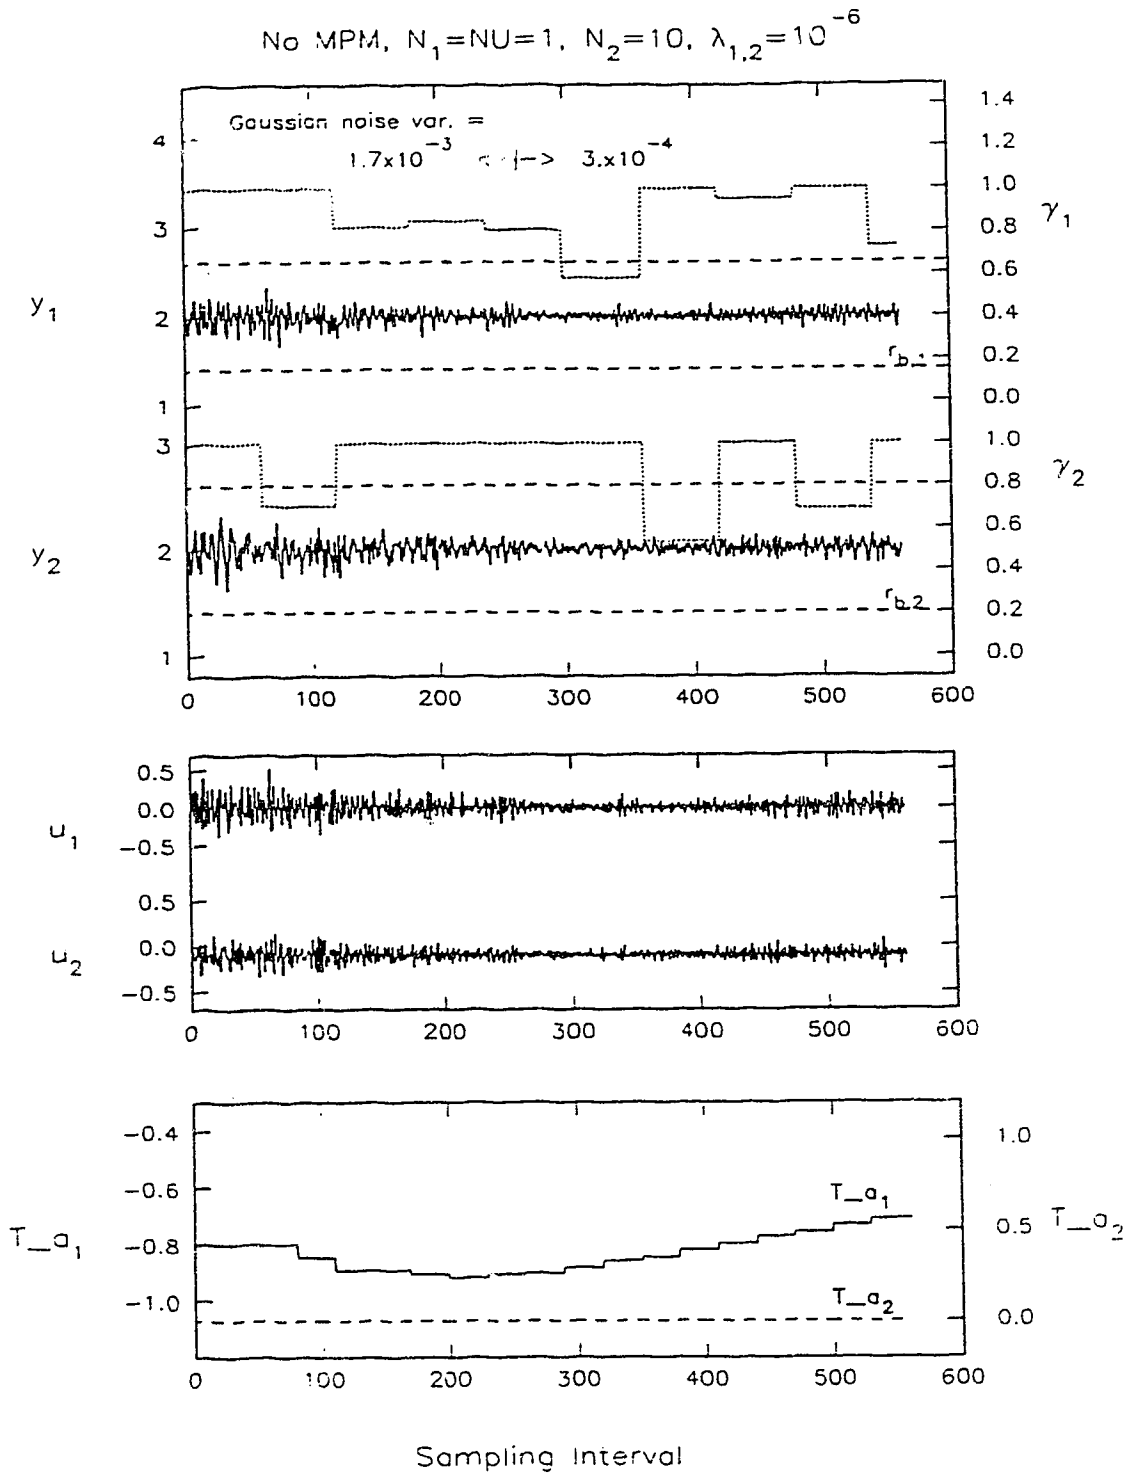 No MPM, N₁=NU=1, N₂=10, λ₁,₂=10⁻⁶
Gaussian noise var. =
1.7x10⁻³ < -|-> 3.x10⁻⁴
4
3
2
1
y₁
1.4
1.2
1.0
0.8
0.6
0.4
0.2
0.0
γ₁
r_b,1
3
2
1
y₂
1.0
0.8
0.6
0.4
0.2
0.0
γ₂
r_b2
0 100 200 300 400 500 600
0.5
0.0
-0.5
u₁
0.5
0.0
-0.5
u₂
0 100 200 300 400 500 600
-0.4
-0.6
-0.8
-1.0
T_a₁
T_a₁
T_a₂
1.0
0.5
0.0
T_a₂
0 100 200 300 400 500 600
Sampling Interval